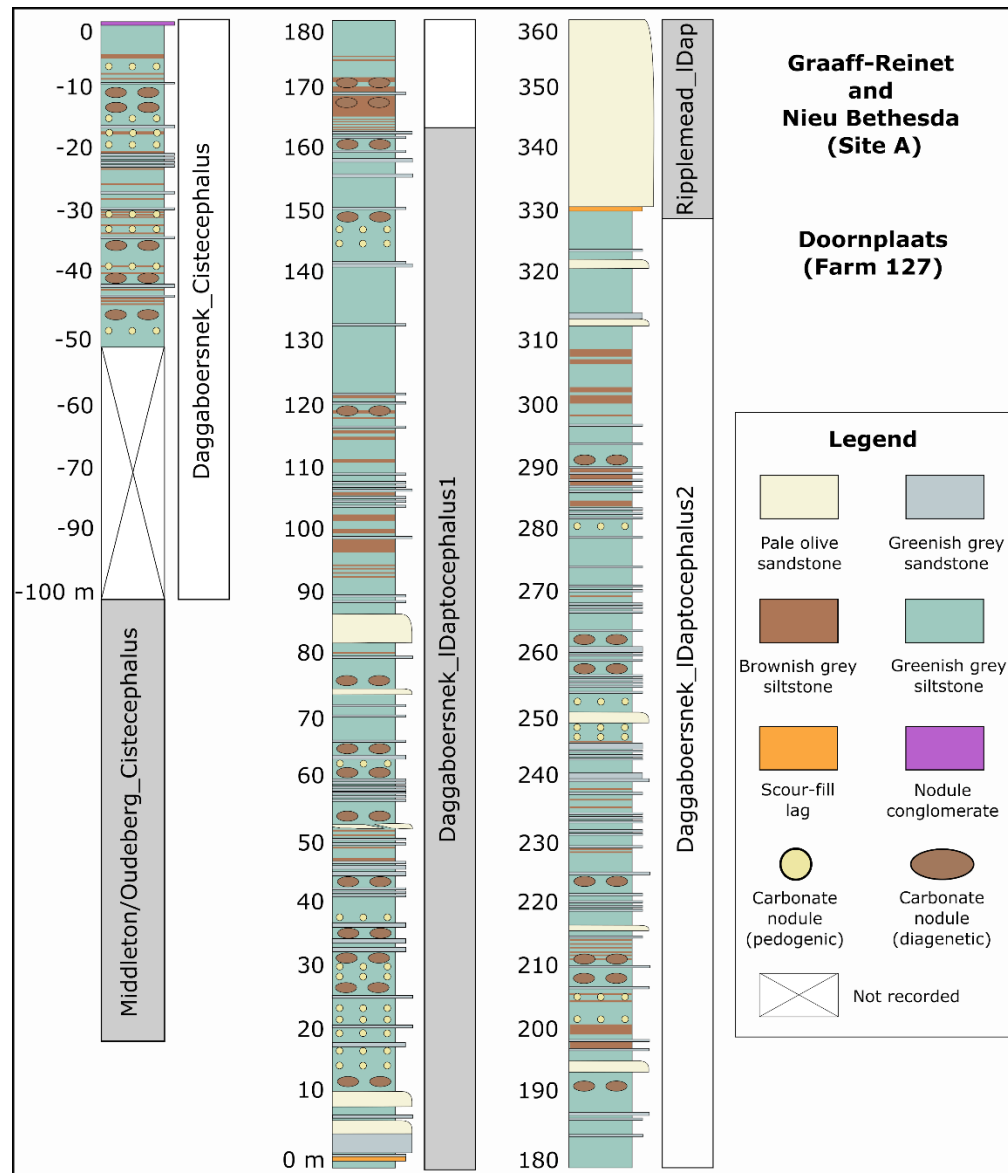 0
-10
-20
-30
-40
-50
-60
-70
-90
-100 m
Daggaboersnek_Cistecephalus
Middleton/Oudeberg_Cistecephalus
180
170
160
150
140
130
120
110
100
90
80
70
60
50
40
30
20
10
0 m
Daggaboersnek_lDaptocephalus1
360
350
340
330
320
310
300
290
280
270
260
250
240
230
220
210
200
190
180
Ripplemead_lDap
Daggaboersnek_lDaptocephalus2
Graaff-Reinet
and
Nieu Bethesda
(Site A)
Doornplaats
(Farm 127)
Legend
Pale olive
sandstone
Greenish grey
sandstone
Brownish grey
siltstone
Greenish grey
siltstone
Scour-fill
lag
Nodule
conglomerate
Carbonate
nodule
(pedogenic)
Carbonate
nodule
(diagenetic)
Not recorded